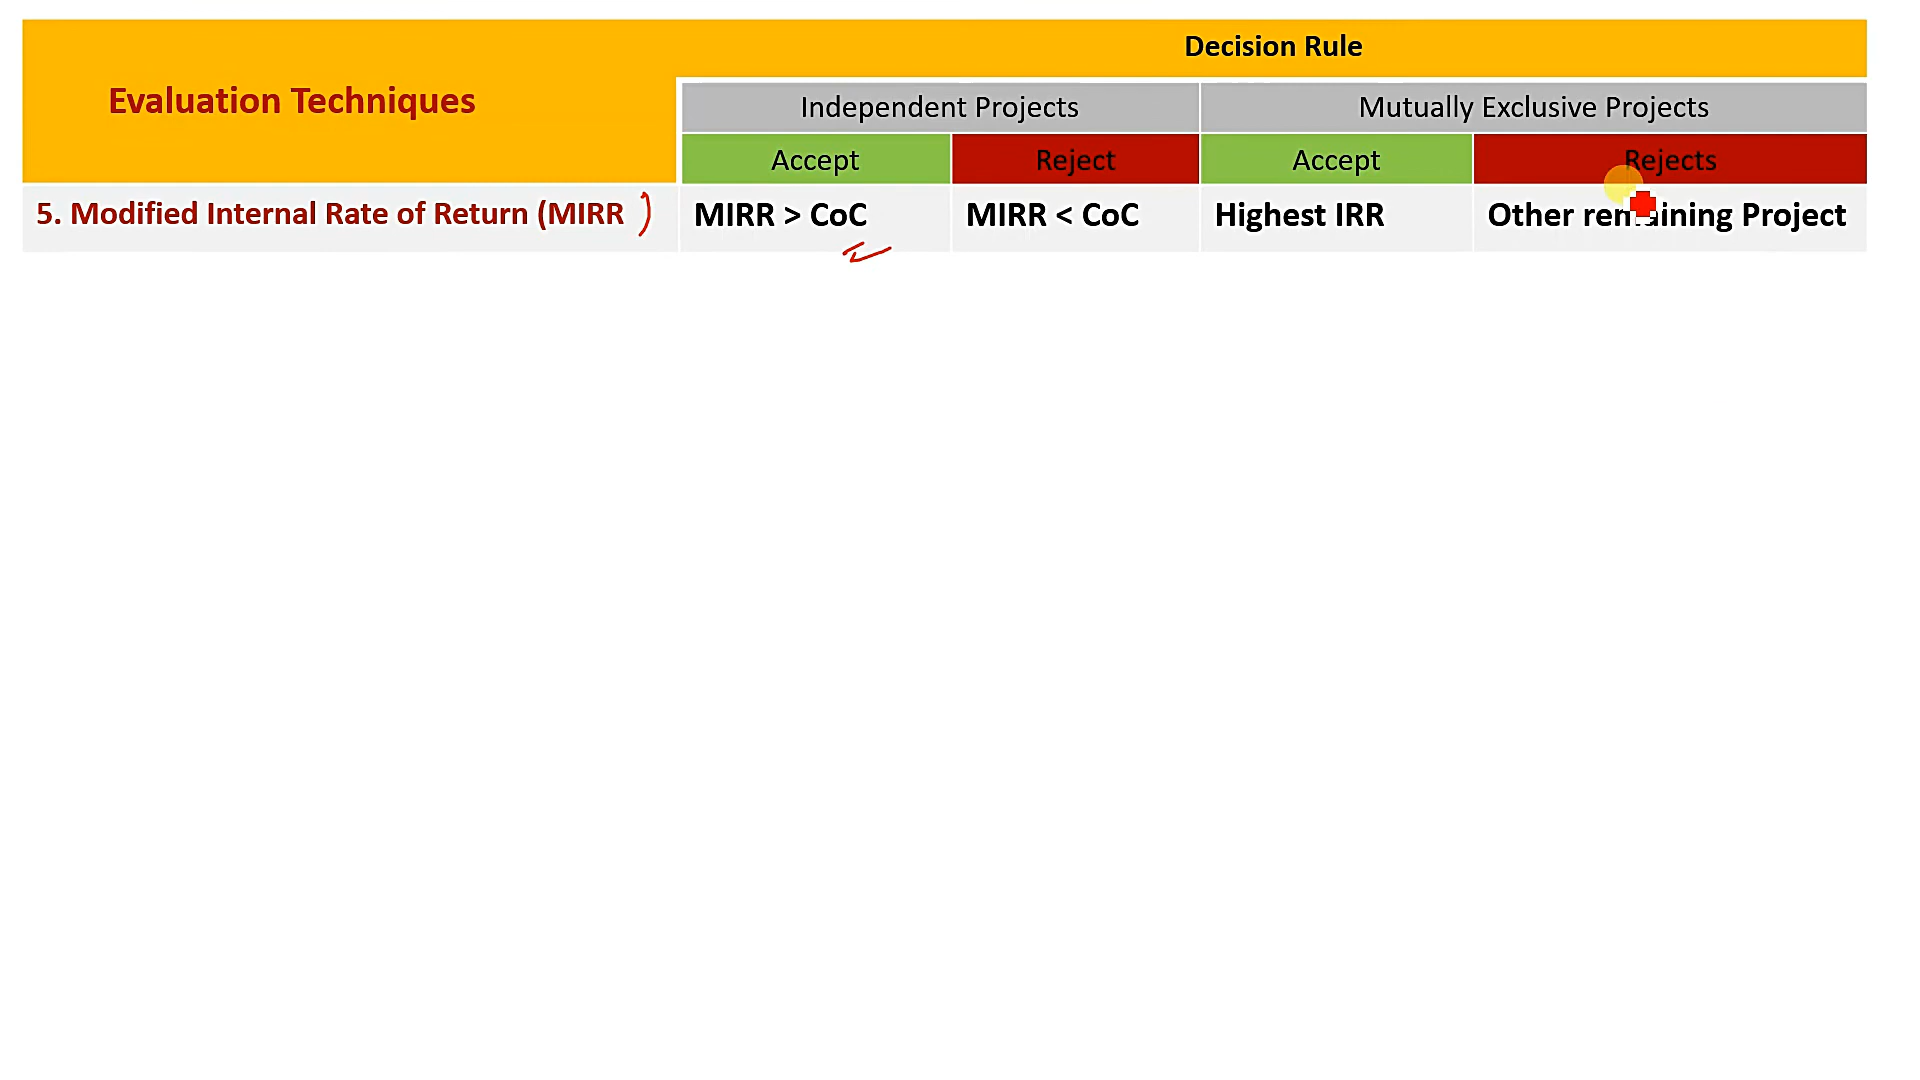 Decision Rule
Evaluation Techniques
Independent Projects
Mutually Exclusive Projects
Accept
Reject
Accept
Rejects
5. Modified Internal Rate of Return (MIRR )
MIRR > CoC
MIRR < CoC
Highest IRR
Other remaining Project